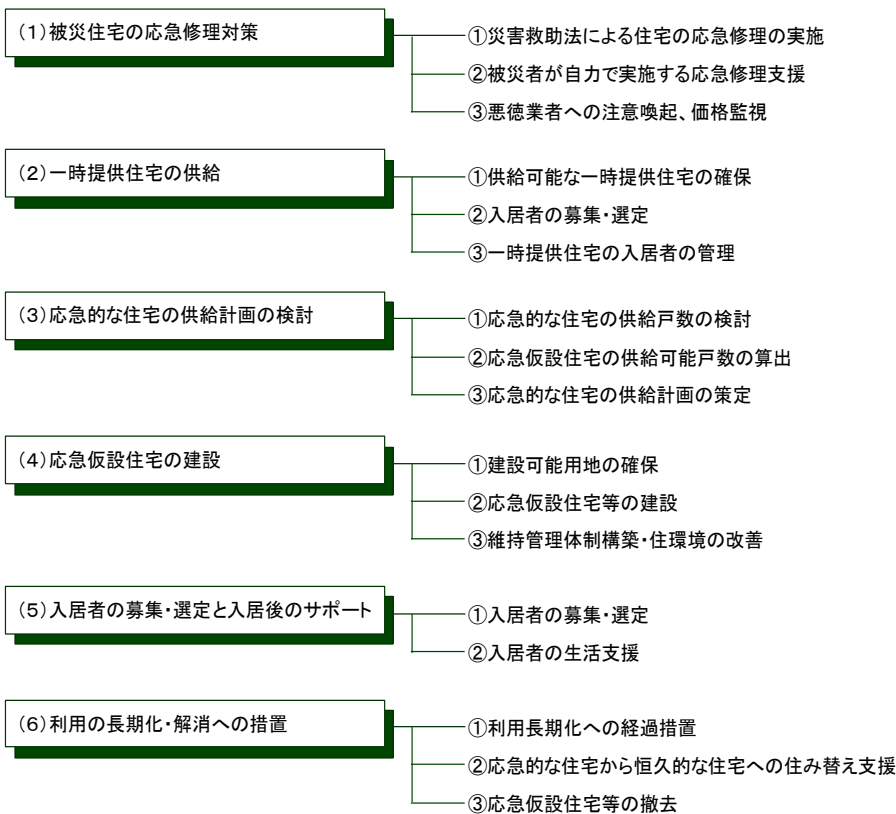 (1)被災住宅の応急修理対策
①災害救助法による住宅の応急修理の実施
②被災者が自力で実施する応急修理支援
③悪徳業者への注意喚起、価格監視
(2)一時提供住宅の供給
①供給可能な一時提供住宅の確保
②入居者の募集・選定
③一時提供住宅の入居者の管理
(3)応急的な住宅の供給計画の検討
①応急的な住宅の供給戸数の検討
②応急仮設住宅の供給可能戸数の算出
③応急的な住宅の供給計画の策定
(4)応急仮設住宅の建設
①建設可能用地の確保
②応急仮設住宅等の建設
③維持管理体制構築・住環境の改善
(5)入居者の募集・選定と入居後のサポート
①入居者の募集・選定
②入居者の生活支援
(6)利用の長期化・解消への措置
①利用長期化への経過措置
②応急的な住宅から恒久的な住宅への住み替え支援
③応急仮設住宅等の撤去